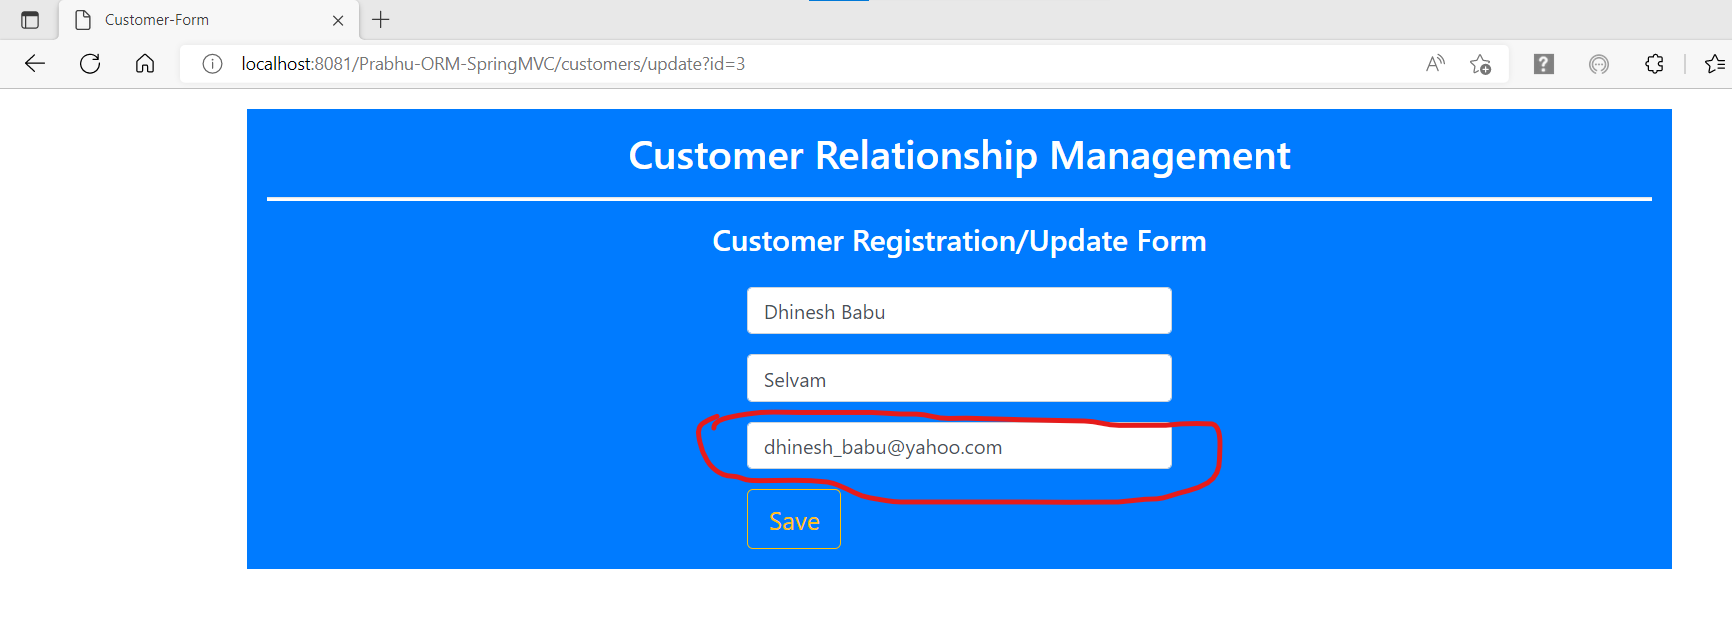 Customer-Form
localhost:8081/Prabhu-ORM-SpringMVC/customers/update?id=3
Customer Relationship Management
Customer Registration/Update Form
Dhinesh Babu
Selvam
dhinesh_babu@yahoo.com
Save